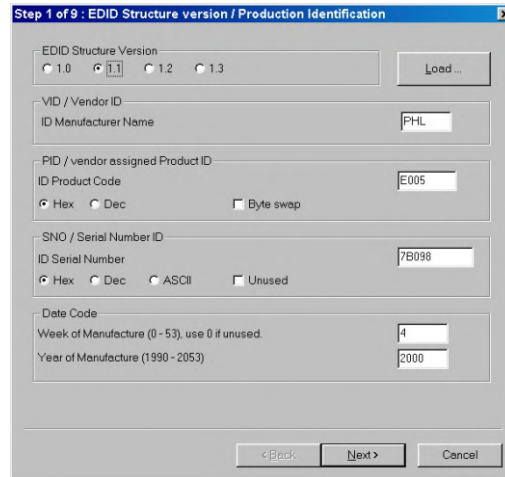 Step 1 of 9 : EDID Structure version / Production Identification
EDID Structure Version
1.0 1.1 1.2 1.3
Load ...
VID / Vendor ID
ID Manufacturer Name PHL
PID / vendor assigned Product ID
ID Product Code E005
Hex Dec Byte swap
SNO / Serial Number ID
ID Serial Number 7B098
Hex Dec ASCII Unused
Date Code
Week of Manufacture (0 - 53), use 0 if unused. 4
Year of Manufacture (1990 - 2053) 2000
< Back Next > Cancel